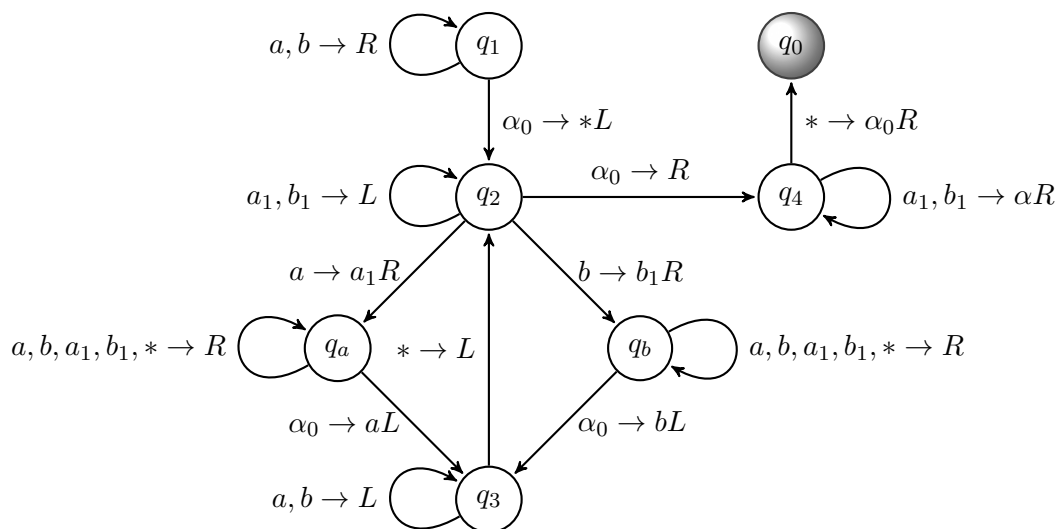 a, b → R
q₁
q₀
α₀ → ∗L
∗ → α₀R
a₁, b₁ → L
q₂
α₀ → R
q₄
a₁, b₁ → αR
a → a₁R
b → b₁R
a, b, a₁, b₁, ∗ → R
qₐ
∗ → L
q_b
a, b, a₁, b₁, ∗ → R
α₀ → aL
α₀ → bL
a, b → L
q₃